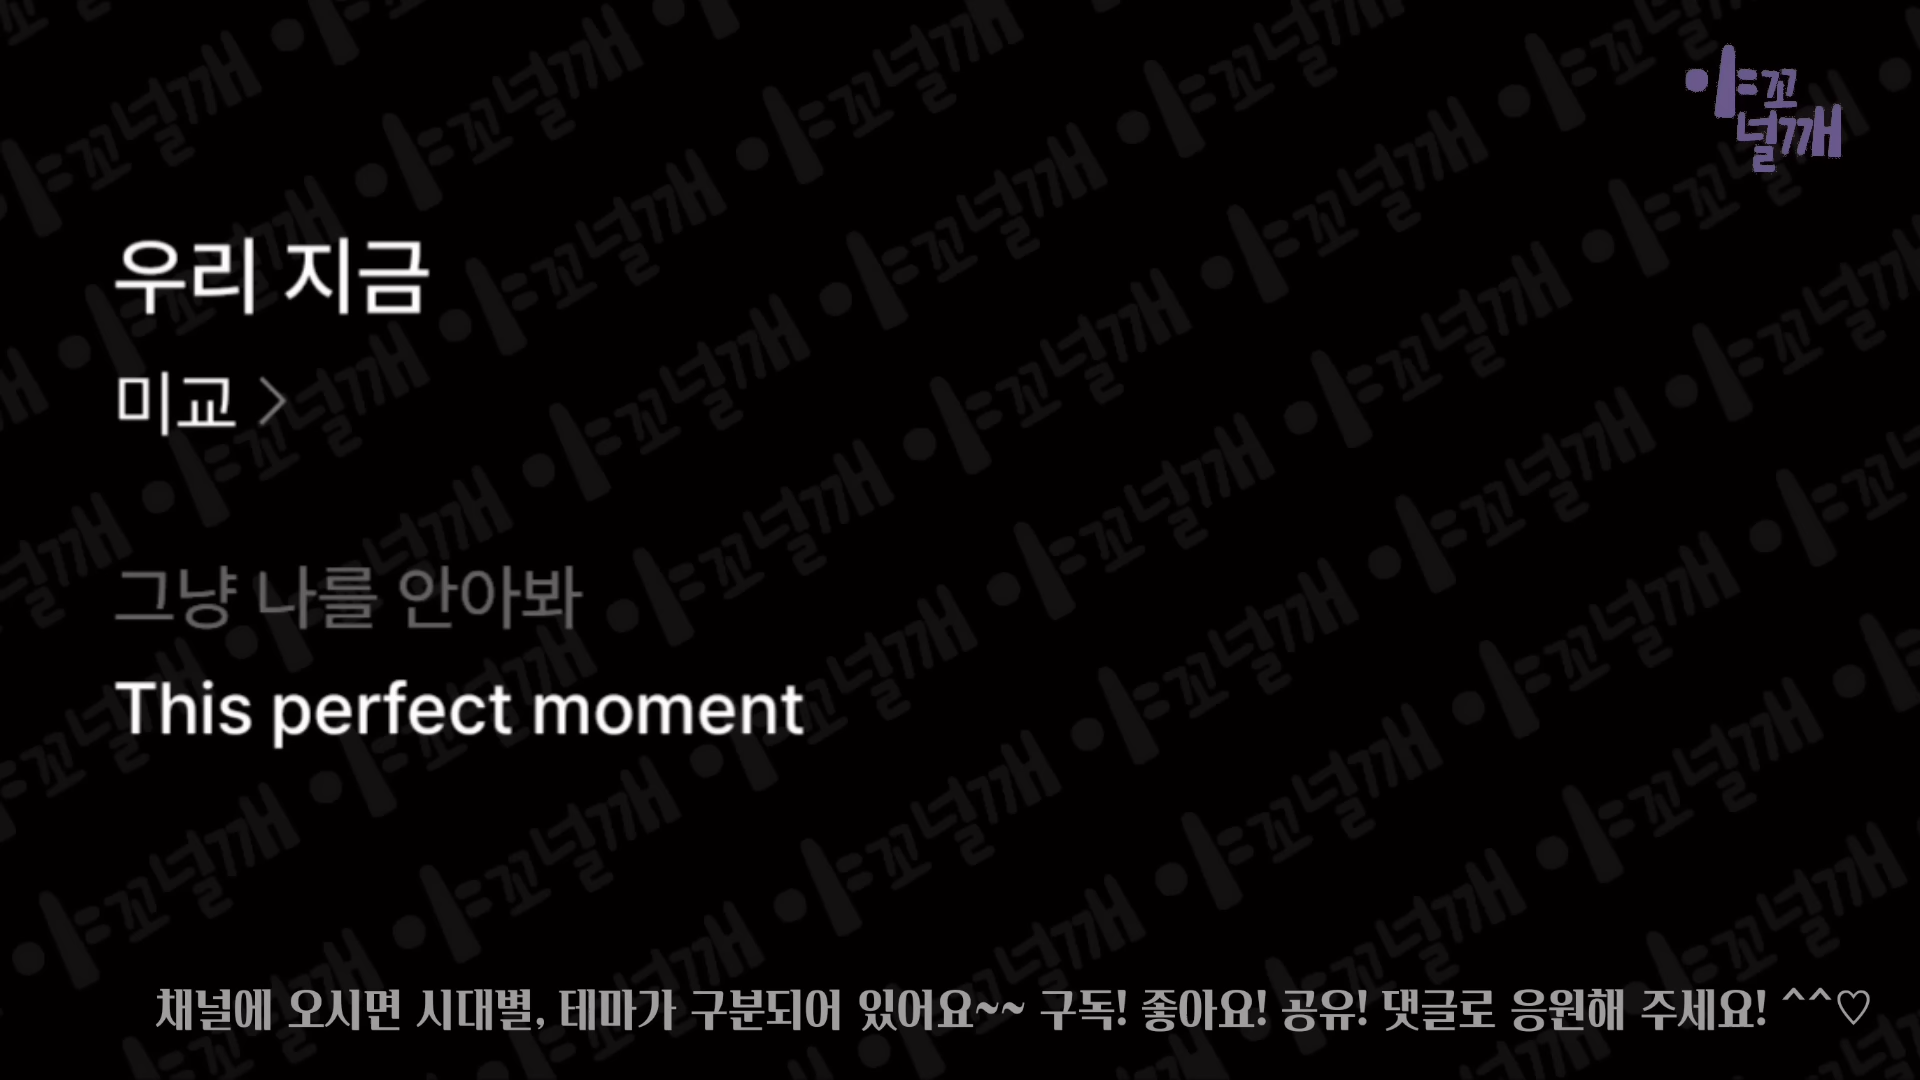 야꼬
널깨
우리 지금
미교 >
그냥 나를 안아봐
This perfect moment
채널에 오시면 시대별, 테마가 구분되어 있어요~~ 구독! 좋아요! 공유! 댓글로 응원해 주세요! ^^♡